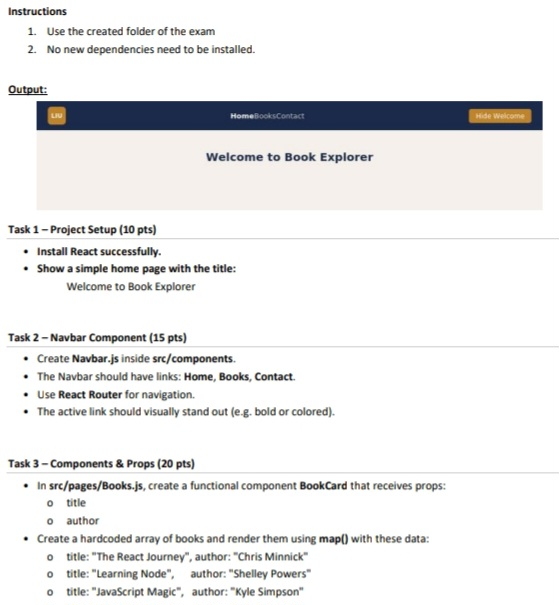 Instructions
1. Use the created folder of the exam
2. No new dependencies need to be installed.
Output:
LIU
HomeBooksContact
Hide Welcome
Welcome to Book Explorer
Task 1 – Project Setup (10 pts)
• Install React successfully.
• Show a simple home page with the title:
Welcome to Book Explorer
Task 2 – Navbar Component (15 pts)
• Create Navbar.js inside src/components.
• The Navbar should have links: Home, Books, Contact.
• Use React Router for navigation.
• The active link should visually stand out (e.g. bold or colored).
Task 3 – Components & Props (20 pts)
• In src/pages/Books.js, create a functional component BookCard that receives props:
o title
o author
• Create a hardcoded array of books and render them using map() with these data:
o title: "The React Journey", author: "Chris Minnick"
o title: "Learning Node", author: "Shelley Powers"
o title: "JavaScript Magic", author: "Kyle Simpson"